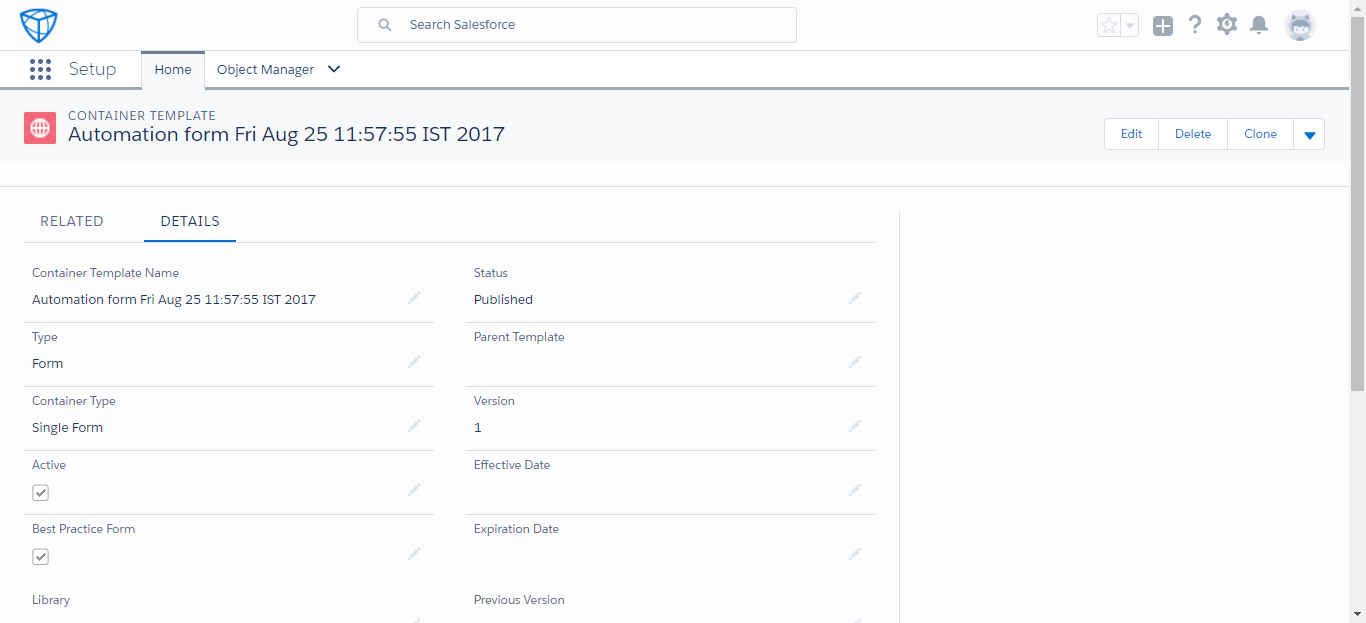 Search Salesforce
Setup
Home
Object Manager
CONTAINER TEMPLATE
Automation form Fri Aug 25 11:57:55 IST 2017
Edit
Delete
Clone
RELATED
DETAILS
Container Template Name
Automation form Fri Aug 25 11:57:55 IST 2017
Status
Published
Type
Form
Parent Template
Container Type
Single Form
Version
1
Active
Effective Date
Best Practice Form
Expiration Date
Library
Previous Version